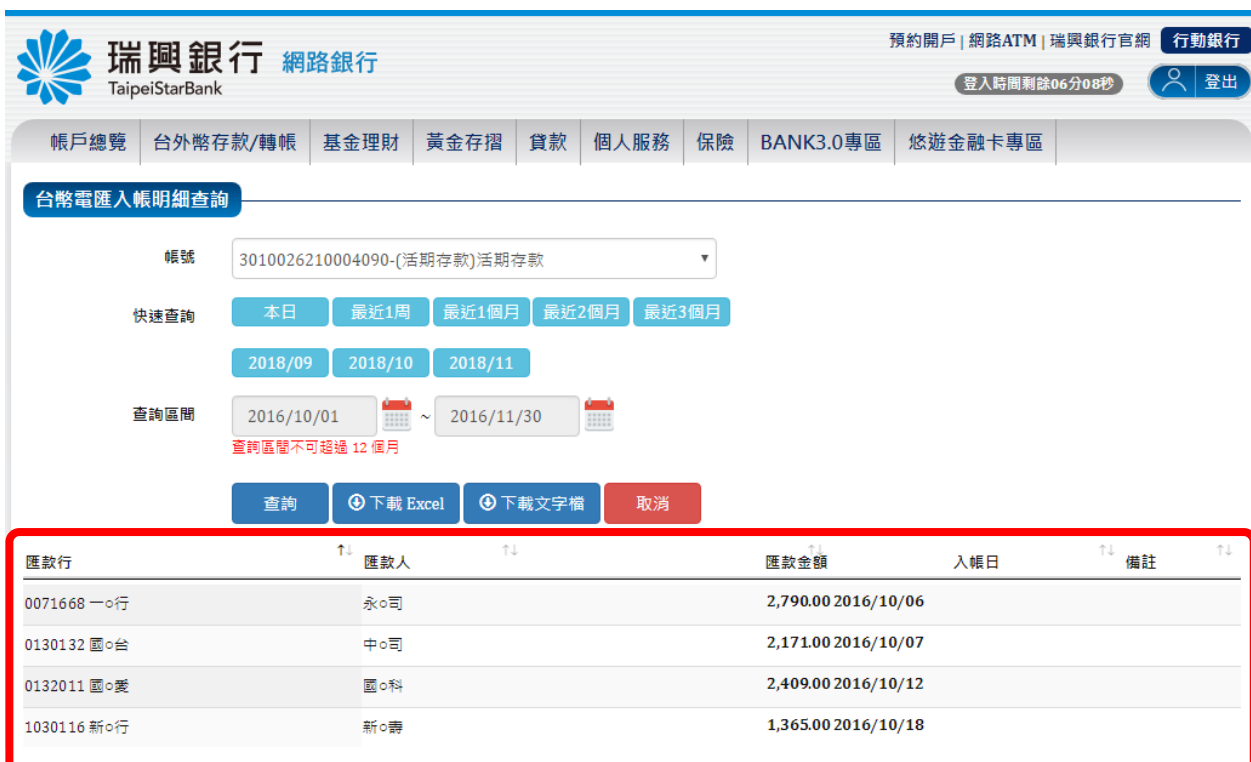 預約開戶 | 網路ATM | 瑞興銀行官網 行動銀行
瑞興銀行 網路銀行
TaipeiStarBank
登入時間剩餘06分08秒 登出
帳戶總覽 台外幣存款/轉帳 基金理財 黃金存摺 貸款 個人服務 保險 BANK3.0專區 悠遊金融卡專區
台幣電匯入帳明細查詢
帳號 3010026210004090-(活期存款)活期存款
快速查詢 本日 最近1周 最近1個月 最近2個月 最近3個月
2018/09 2018/10 2018/11
查詢區間 2016/10/01 ~ 2016/11/30
查詢區間不可超過 12 個月
查詢 下載 Excel 下載文字檔 取消
匯款行 匯款人 匯款金額 入帳日 備註
0071668 一○行 永○司 2,790.00 2016/10/06
0130132 國○台 中○司 2,171.00 2016/10/07
0132011 國○愛 國○科 2,409.00 2016/10/12
1030116 新○行 新○壽 1,365.00 2016/10/18